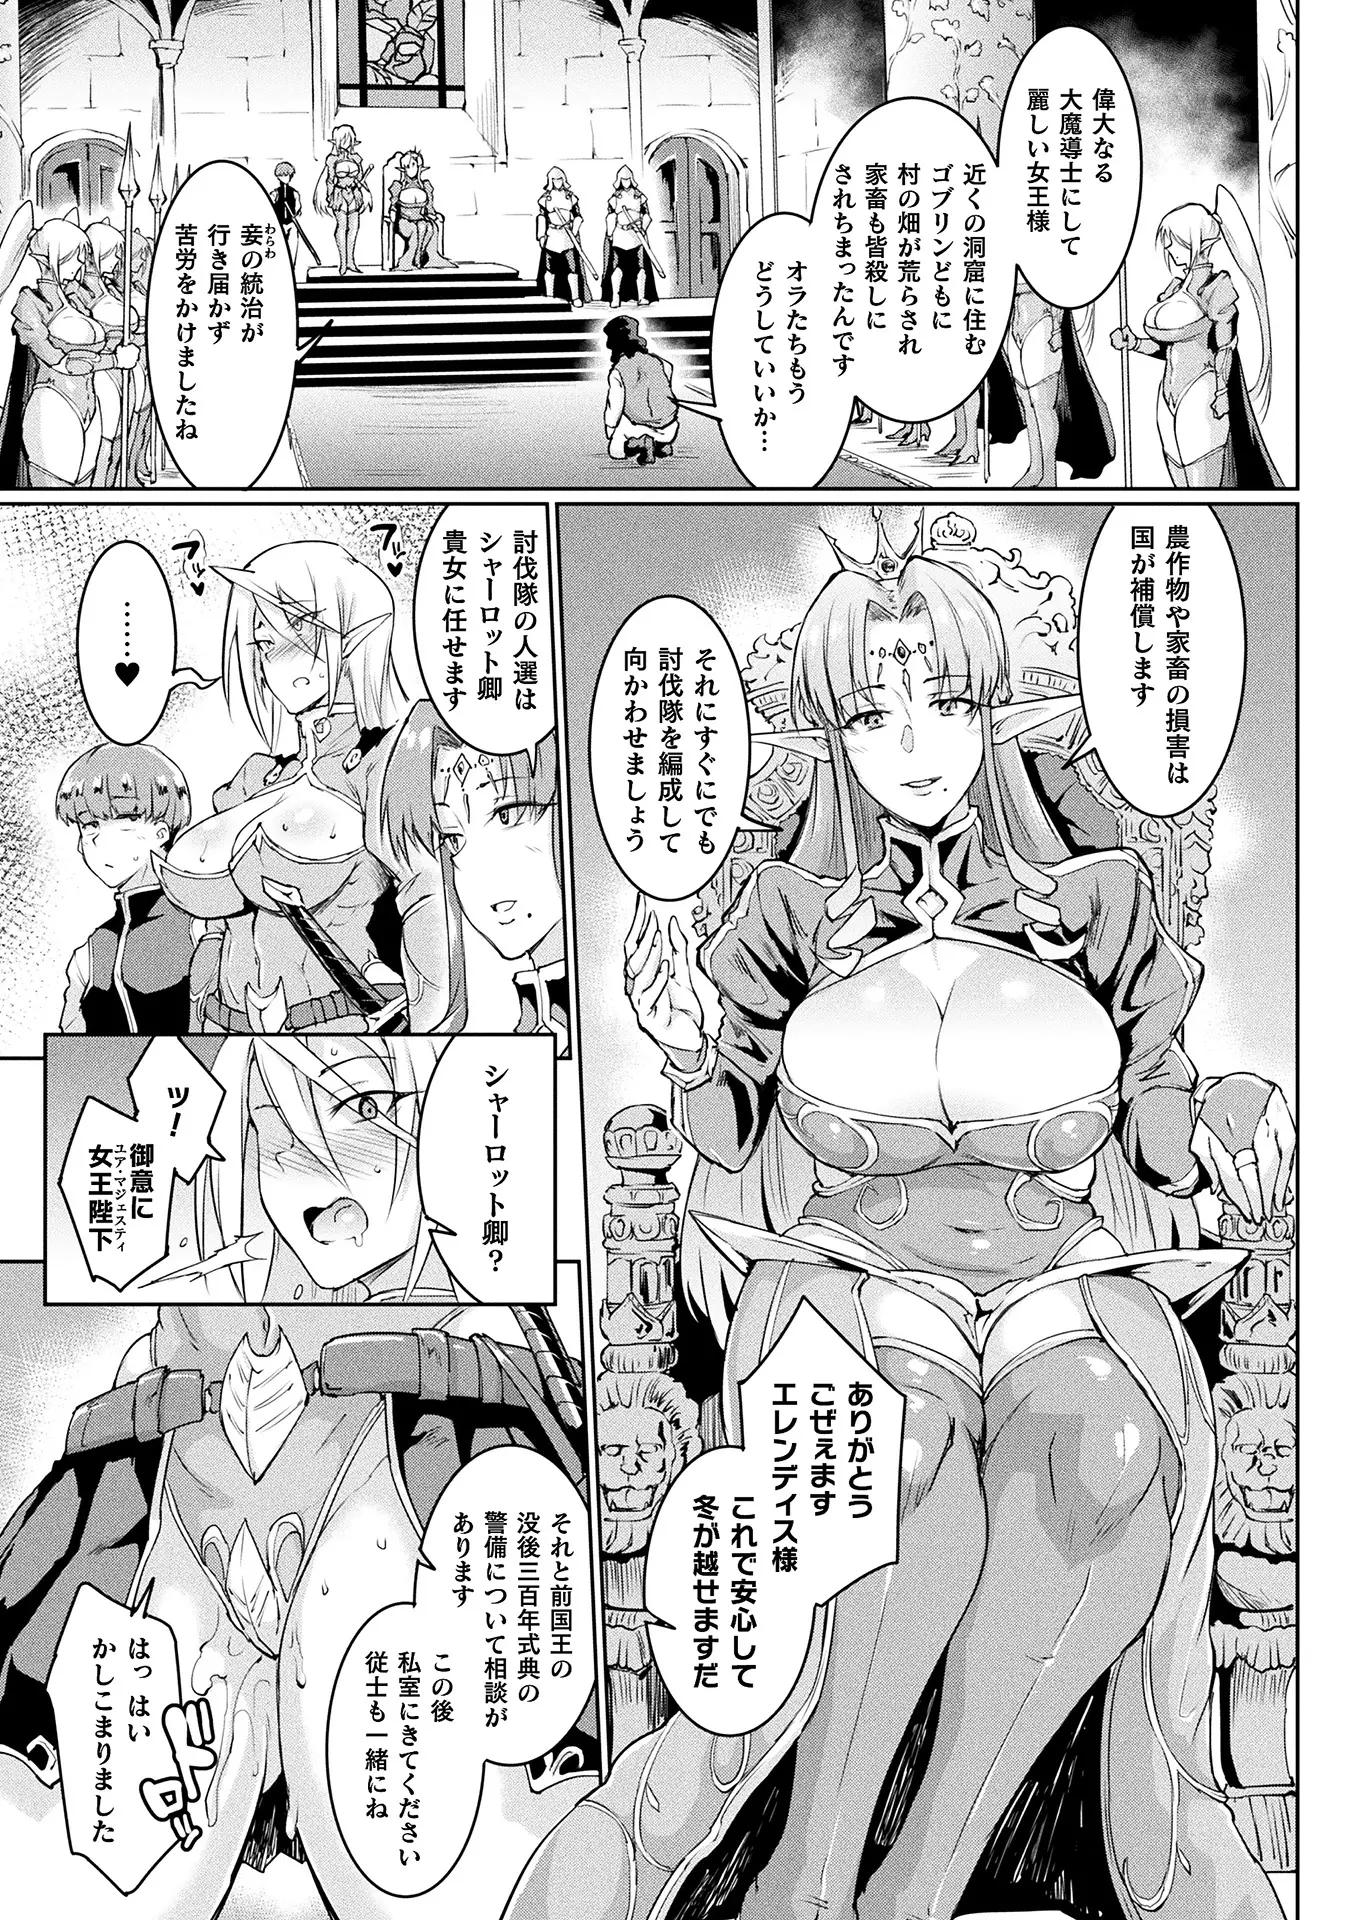 偉大なる
大魔導士にして
麗しい女王様
近くの洞窟に住む
ゴブリンどもに
村の畑が荒らされ
家畜も皆殺しに
されちまったんです
オラたちもう
どうしていいか…
妾の統治が
わらわ
行き届かず
苦労をかけましたね
農作物や家畜の損害は
国が補償します
それにすぐにでも
討伐隊を編成して
向かわせましょう
ありがとう
ごぜえます
エレンディス様
これで安心して
冬が越せますだ
討伐隊の人選は
シャーロット卿
貴女に任せます
フーッ♥
フーッ♥
……♥
シャーロット卿?
ッ!
御意に
女王陛下
ユア・マジェスティ
それと前国王の
没後三百年式典の
警備について相談が
あります
この後
私室にきてください
従士も一緒にね
はっ はい
かしこまりました
ドロッ